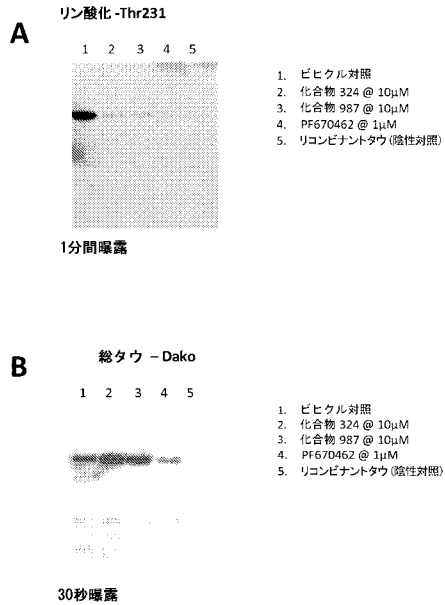 リン酸化-Thr231
A
1 2 3 4 5
1. ビヒクル対照
2. 化合物 324 @ 10µM
3. 化合物 987 @ 10µM
4. PF670462 @ 1µM
5. リコンビナントタウ(陰性対照)
1分間曝露
総タウ – Dako
B
1 2 3 4 5
1. ビヒクル対照
2. 化合物 324 @ 10µM
3. 化合物 987 @ 10µM
4. PF670462 @ 1µM
5. リコンビナントタウ(陰性対照)
30秒曝露